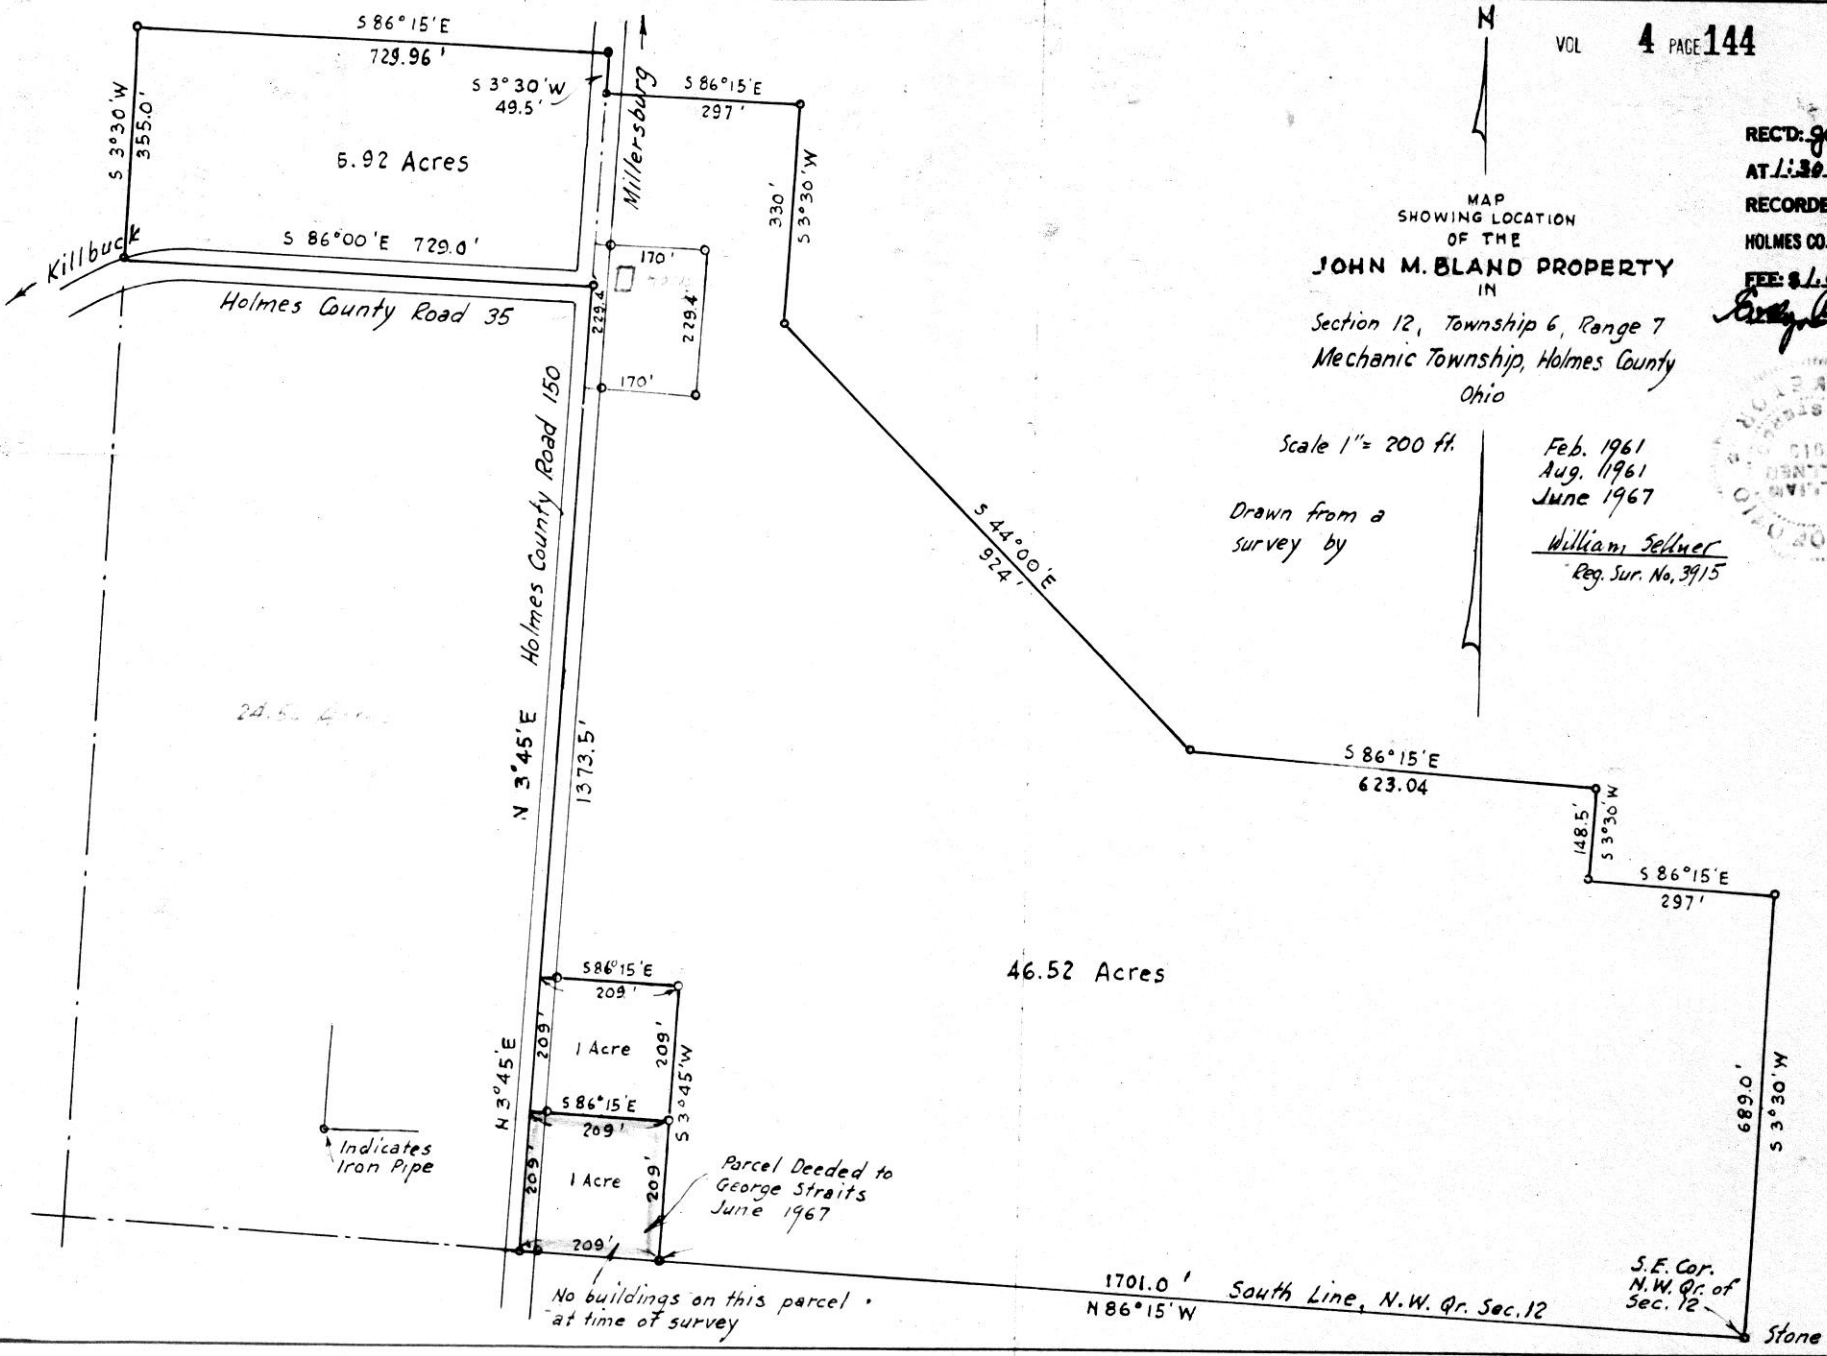 VOL 4 PAGE 144
S 86°15'E
729.96'
S 3°30'W
49.5'
S 3°30'W
355.0'
5.92 Acres
Millersburg
S 86°15'E
297'
330'
S 3°30'W
Killbuck
S 86°00'E 729.0'
Holmes County Road 35
170'
229.4'
229.4'
170'
N
MAP
SHOWING LOCATION
OF THE
JOHN M. BLAND PROPERTY
IN
Section 12, Township 6, Range 7
Mechanic Township, Holmes County
Ohio
Scale 1"= 200 ft.
Feb. 1961
Aug. 1961
June 1967
Drawn from a
survey by
William Sellner
Reg. Sur. No. 3915
REC'D:
AT 1:30
RECORDE
HOLMES CO.
FEE: $1.
N 3°45'E Holmes County Road 150
1373.5'
S 44°00'E
924'
S 86°15'E
623.04
148.5'
S 3°30'W
S 86°15'E
297'
46.52 Acres
689.0'
S 3°30'W
S 86°15'E
209'
209'
1 Acre
209'
N 3°45'E
S 3°45'W
S 86°15'E
209'
209'
1 Acre
209'
209'
Indicates
Iron Pipe
Parcel Deeded to
George Straits
June 1967
No buildings on this parcel
at time of survey
1701.0' South Line, N.W. Qr. Sec. 12
N 86°15'W
S.E. Cor.
N.W. Qr. of
Sec. 12
Stone